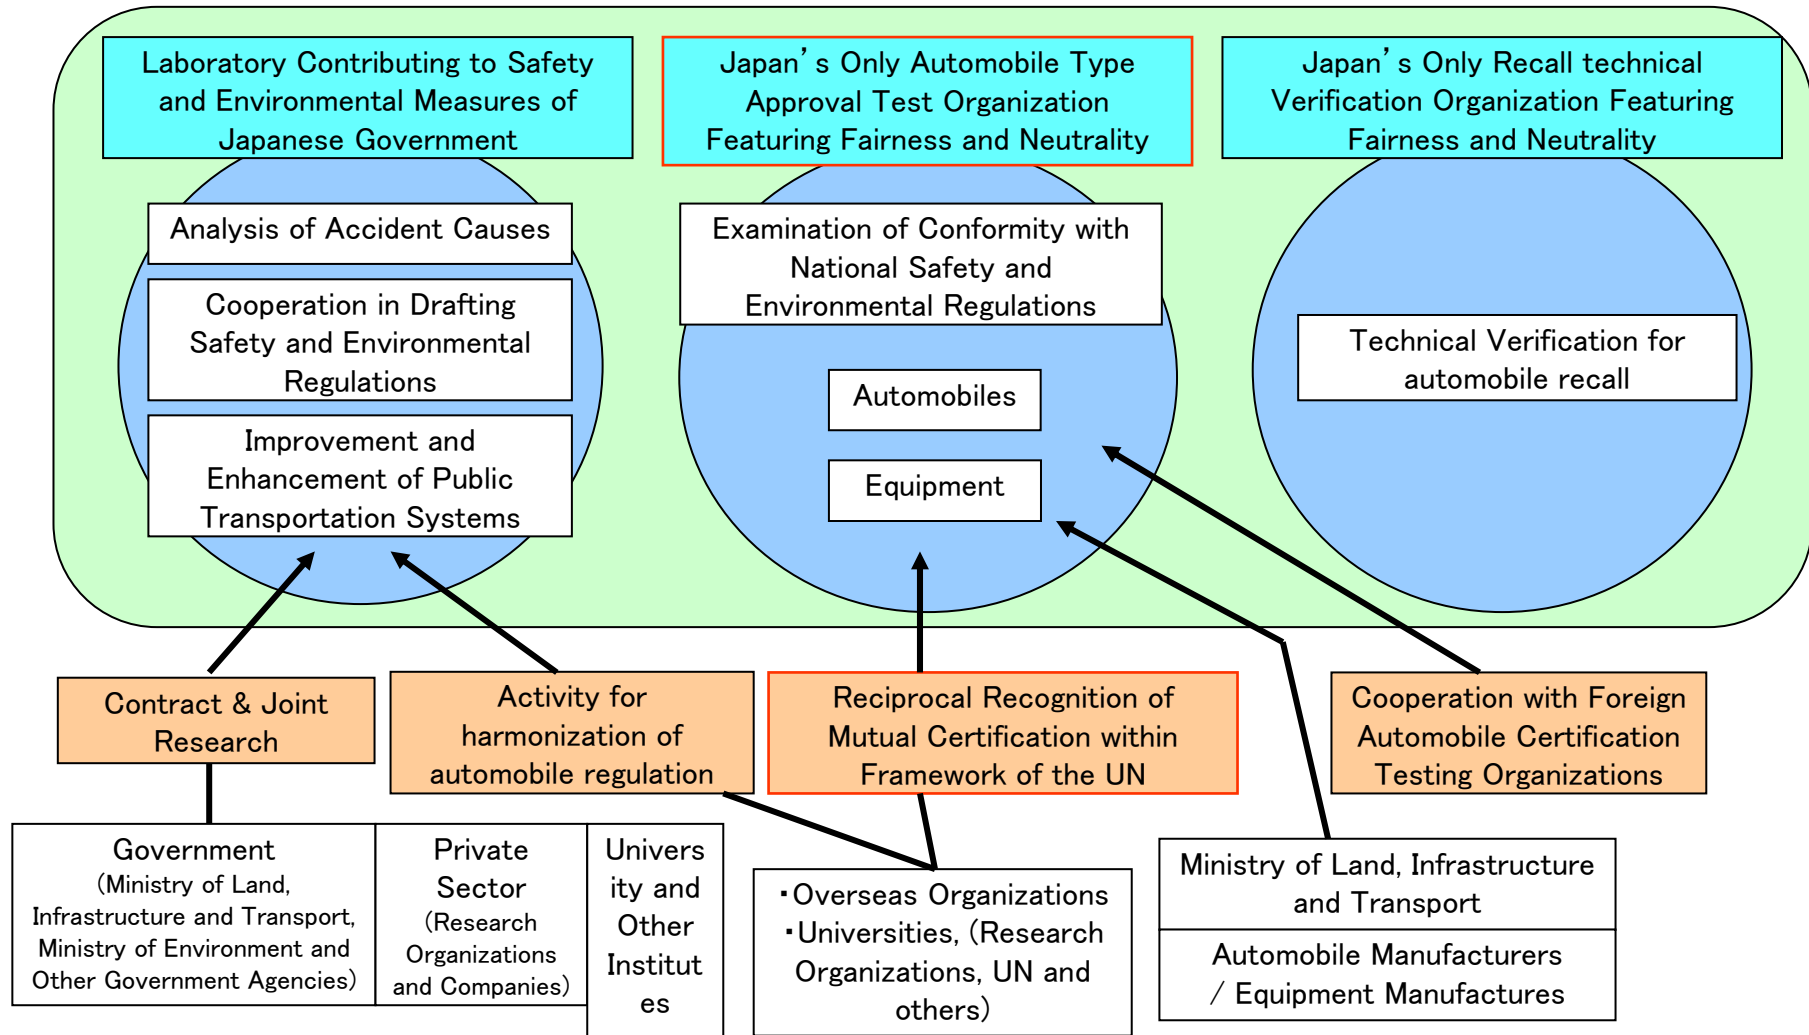 Laboratory Contributing to Safety
and Environmental Measures of
Japanese Government
Japan’s Only Automobile Type
Approval Test Organization
Featuring Fairness and Neutrality
Japan’s Only Recall technical
Verification Organization Featuring
Fairness and Neutrality
Analysis of Accident Causes
Cooperation in Drafting
Safety and Environmental
Regulations
Improvement and
Enhancement of Public
Transportation Systems
Examination of Conformity with
National Safety and
Environmental Regulations
Automobiles
Equipment
Technical Verification for
automobile recall
Contract & Joint
Research
Activity for
harmonization of
automobile regulation
Reciprocal Recognition of
Mutual Certification within
Framework of the UN
Cooperation with Foreign
Automobile Certification
Testing Organizations
Government
(Ministry of Land,
Infrastructure and Transport,
Ministry of Environment and
Other Government Agencies)
Private
Sector
(Research
Organizations
and Companies)
Univers
ity and
Other
Institut
es
・Overseas Organizations
・Universities, (Research
Organizations, UN and
others)
Ministry of Land, Infrastructure
and Transport
Automobile Manufacturers
/ Equipment Manufactures